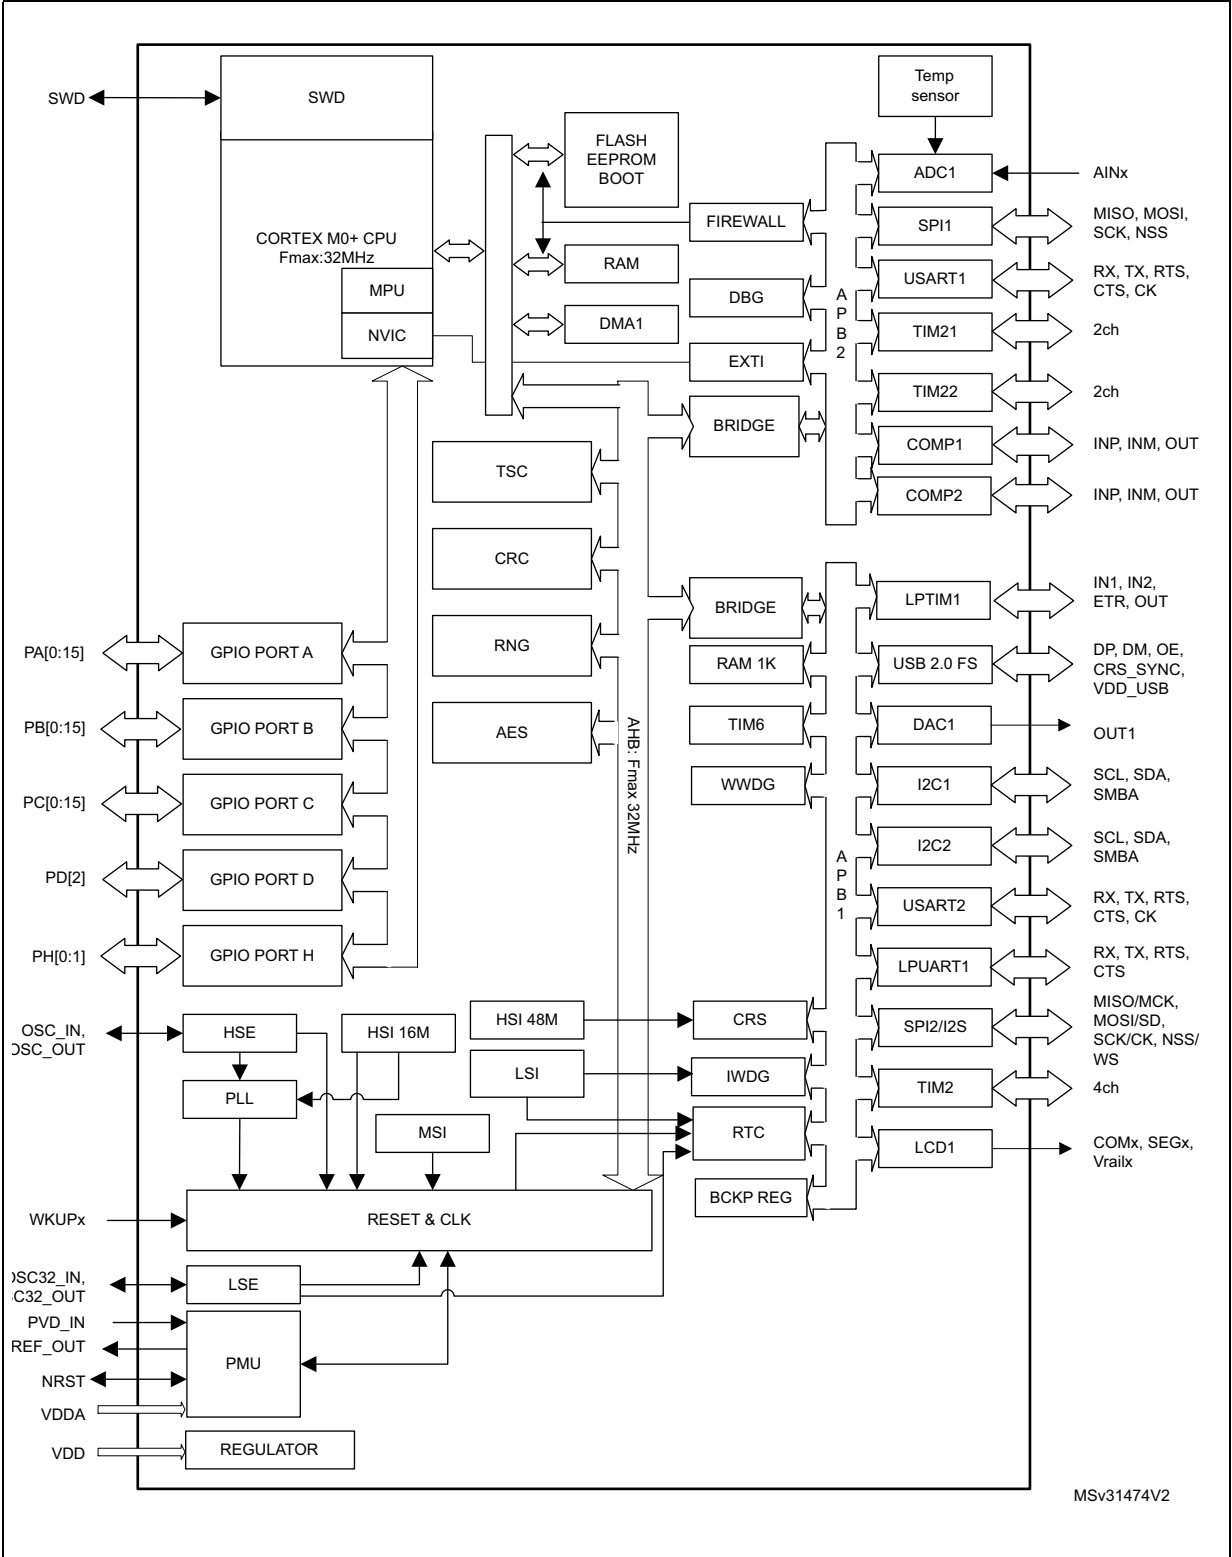 SWD
SWD
CORTEX M0+ CPU
Fmax:32MHz
MPU
NVIC
FLASH
EEPROM
BOOT
RAM
DMA1
FIREWALL
DBG
EXTI
BRIDGE
APB2
Temp
sensor
ADC1
AINx
SPI1
MISO, MOSI,
SCK, NSS
USART1
RX, TX, RTS,
CTS, CK
TIM21
2ch
TIM22
2ch
COMP1
INP, INM, OUT
COMP2
INP, INM, OUT
TSC
CRC
RNG
AES
AHB: Fmax 32MHz
PA[0:15]
GPIO PORT A
PB[0:15]
GPIO PORT B
PC[0:15]
GPIO PORT C
PD[2]
GPIO PORT D
PH[0:1]
GPIO PORT H
BRIDGE
RAM 1K
TIM6
WWDG
APB1
LPTIM1
IN1, IN2,
ETR, OUT
USB 2.0 FS
DP, DM, OE,
CRS_SYNC,
VDD_USB
DAC1
OUT1
I2C1
SCL, SDA,
SMBA
I2C2
SCL, SDA,
SMBA
USART2
RX, TX, RTS,
CTS, CK
LPUART1
RX, TX, RTS,
CTS
SPI2/I2S
MISO/MCK,
MOSI/SD,
SCK/CK, NSS/
WS
TIM2
4ch
LCD1
COMx, SEGx,
Vrailx
OSC_IN,
OSC_OUT
HSE
HSI 16M
HSI 48M
CRS
PLL
LSI
IWDG
MSI
RTC
BCKP REG
WKUPx
RESET & CLK
OSC32_IN,
C32_OUT
LSE
PVD_IN
REF_OUT
NRST
VDDA
PMU
VDD
REGULATOR
MSv31474V2